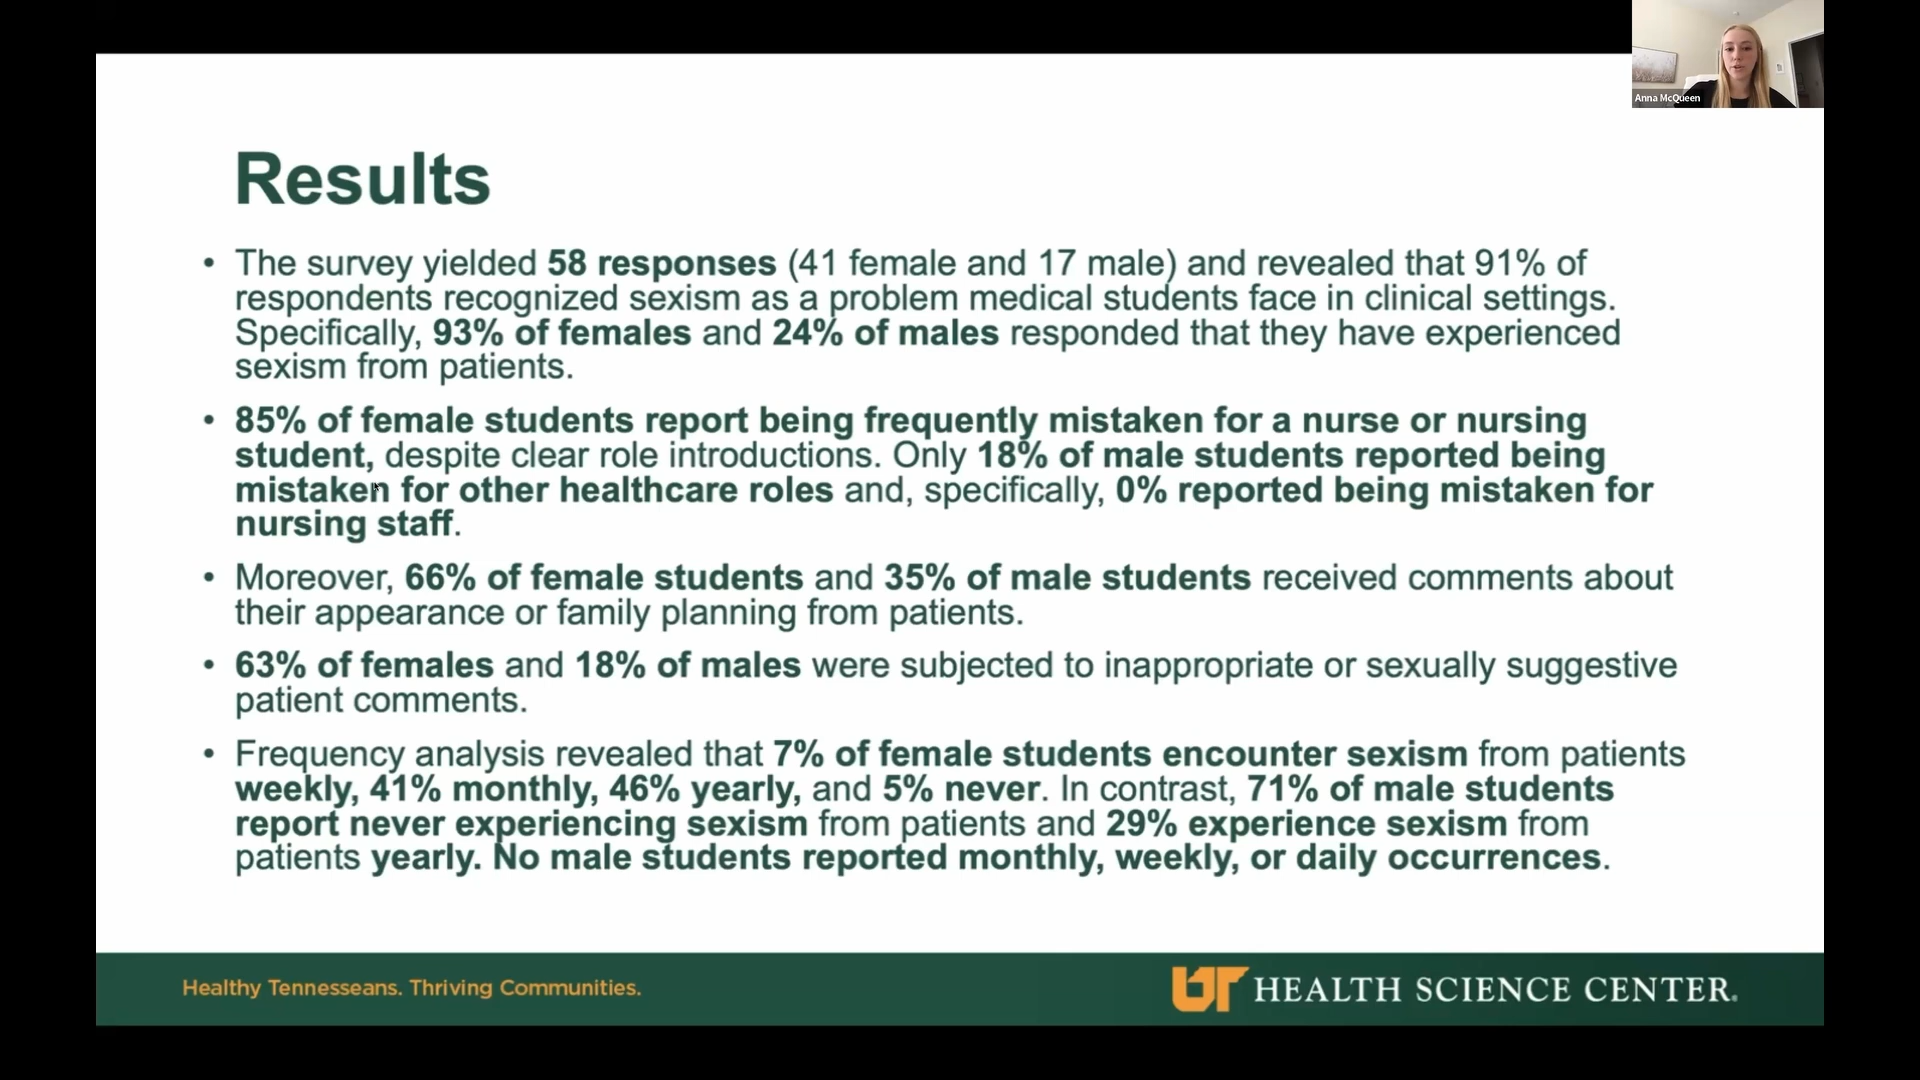 Anna McQueen
Results
• The survey yielded 58 responses (41 female and 17 male) and revealed that 91% of
respondents recognized sexism as a problem medical students face in clinical settings.
Specifically, 93% of females and 24% of males responded that they have experienced
sexism from patients.
• 85% of female students report being frequently mistaken for a nurse or nursing
student, despite clear role introductions. Only 18% of male students reported being
mistaken for other healthcare roles and, specifically, 0% reported being mistaken for
nursing staff.
• Moreover, 66% of female students and 35% of male students received comments about
their appearance or family planning from patients.
• 63% of females and 18% of males were subjected to inappropriate or sexually suggestive
patient comments.
• Frequency analysis revealed that 7% of female students encounter sexism from patients
weekly, 41% monthly, 46% yearly, and 5% never. In contrast, 71% of male students
report never experiencing sexism from patients and 29% experience sexism from
patients yearly. No male students reported monthly, weekly, or daily occurrences.
Healthy Tennesseans. Thriving Communities.
UT HEALTH SCIENCE CENTER.